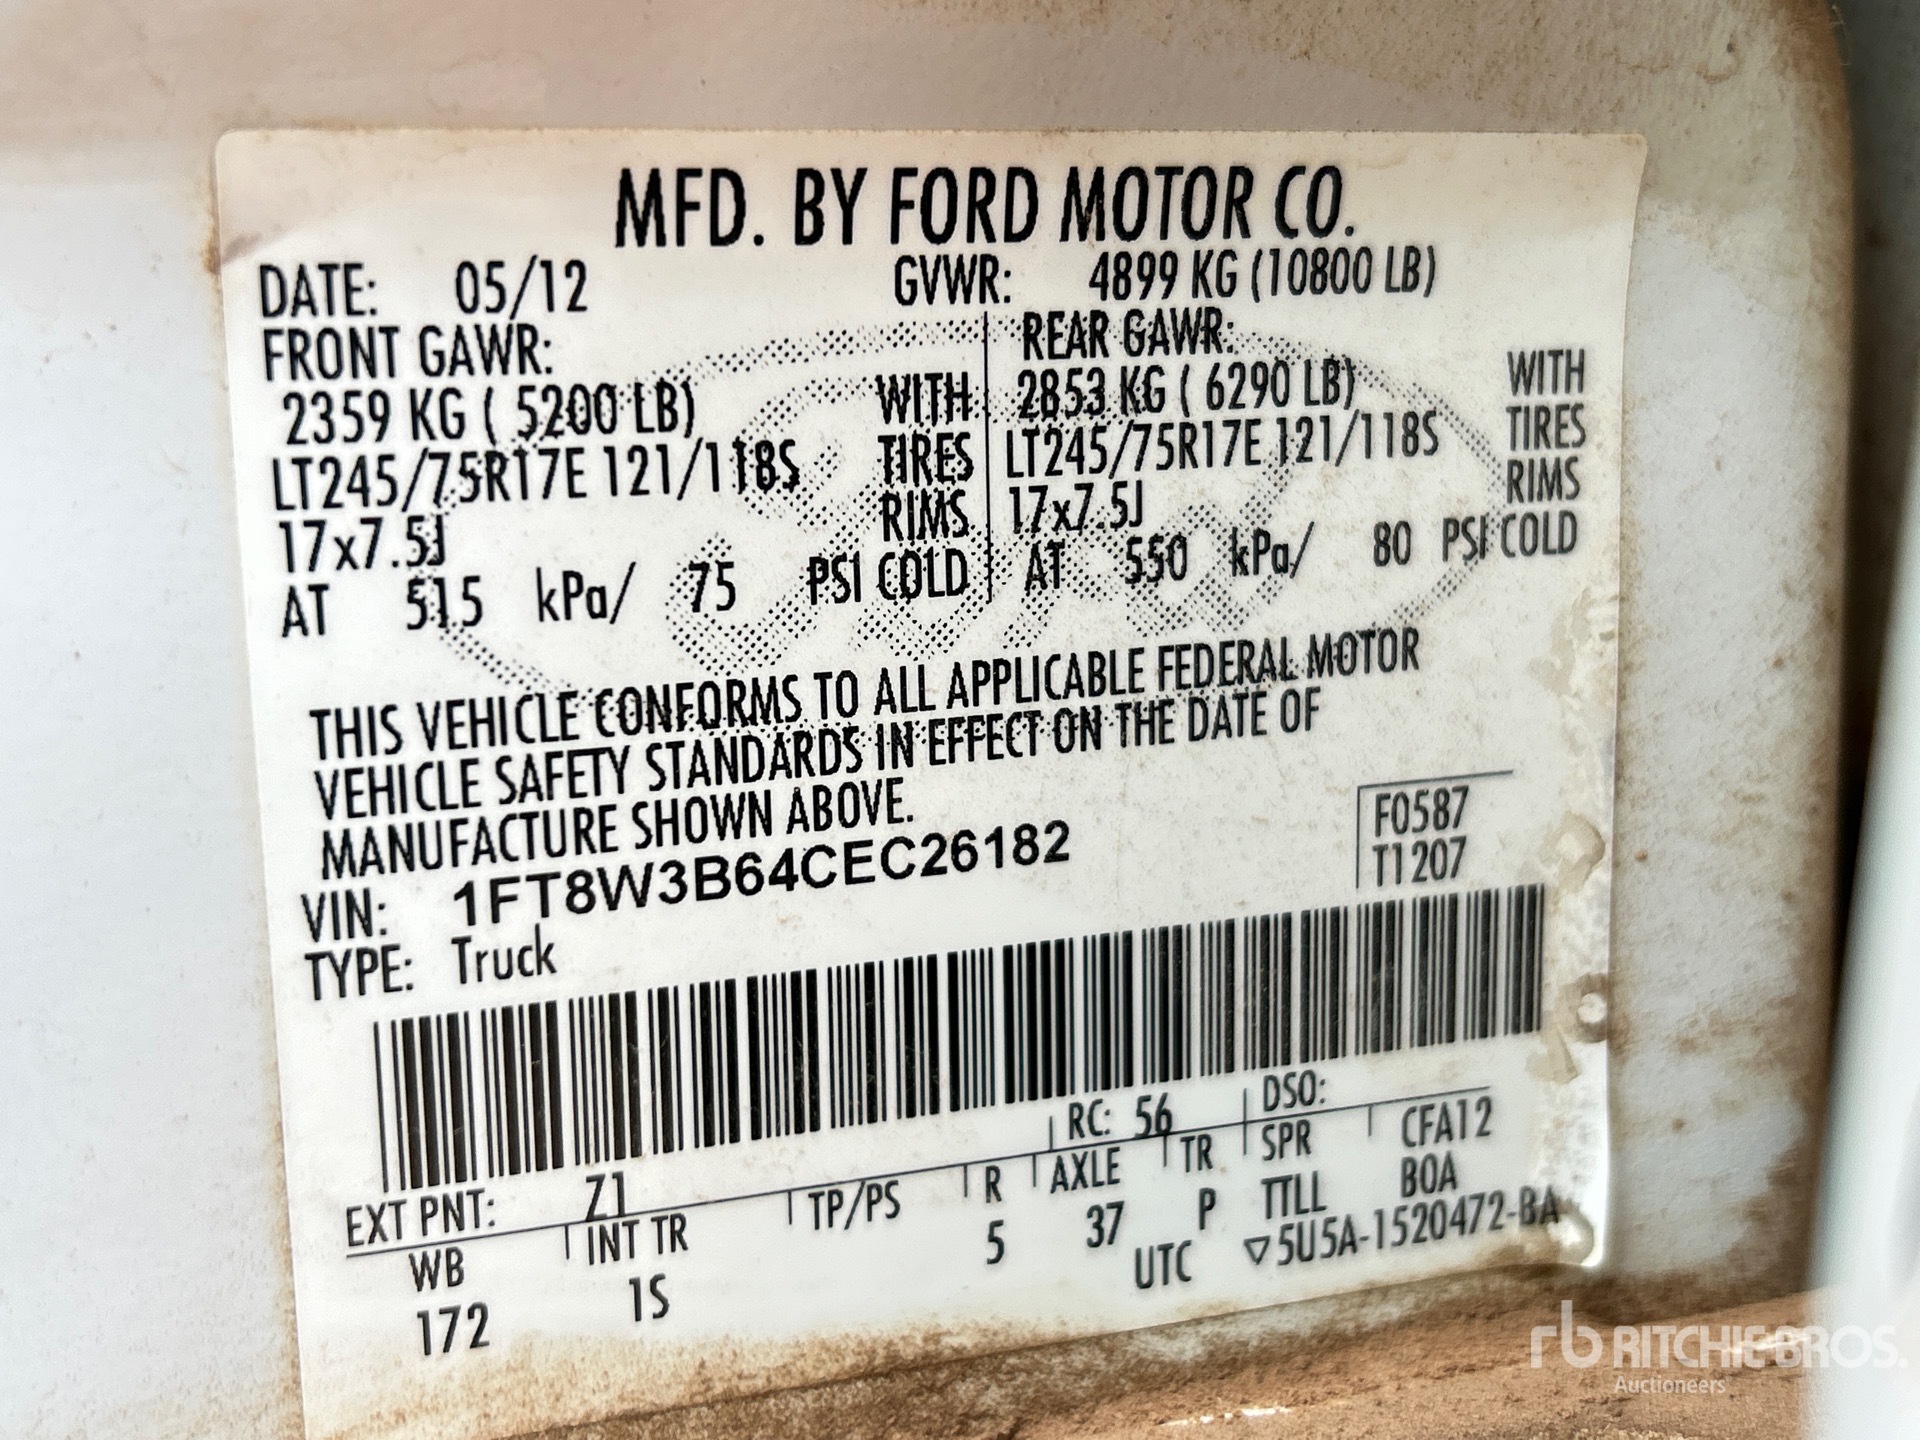 MFD. BY FORD MOTOR CO.
DATE: 05/12 GVWR: 4899 KG (10800 LB)
FRONT GAWR: REAR GAWR:
2359 KG ( 5200 LB) WITH 2853 KG ( 6290 LB) WITH
LT245/75R17E 121/118S TIRES LT245/75R17E 121/118S TIRES
17x7.5J RIMS 17x7.5J RIMS
AT 515 kPa/ 75 PSI COLD AT 550 kPa/ 80 PSI COLD
THIS VEHICLE CONFORMS TO ALL APPLICABLE FEDERAL MOTOR
VEHICLE SAFETY STANDARDS IN EFFECT ON THE DATE OF
MANUFACTURE SHOWN ABOVE.
F0587
VIN: 1FT8W3B64CEC26182
T1207
TYPE: Truck
EXT PNT: Z1 RC: 56 DSO:
WB INT TR TP/PS R AXLE TR SPR CFA12
172 1S 5 37 P TTLL BOA
UTC ▽5U5A-1520472-BA
rb RITCHIE BROS.
Auctioneers